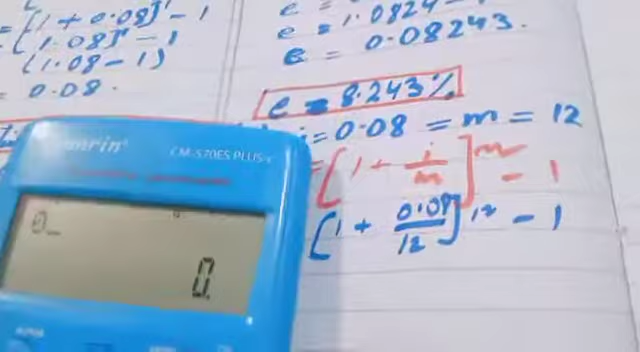 [1 + 0.08]' - 1
(1.08)' - 1
(1.08 - 1)
= 0.08.
e = 1.0824 -
e = 0.08243.
e = 8.243%
i = 0.08 = m = 12
= [1 + i/m]^m - 1
[1 + 0.08/12]^12 - 1
CM-570ES PLUS
0
0.